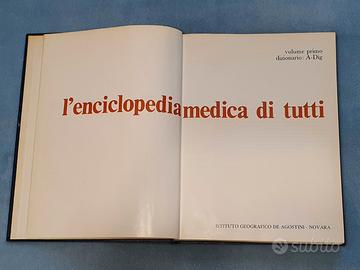 volume primo
dizionario: A-Dig
l'enciclopedia medica di tutti
ISTITUTO GEOGRAFICO DE AGOSTINI - NOVARA
subito